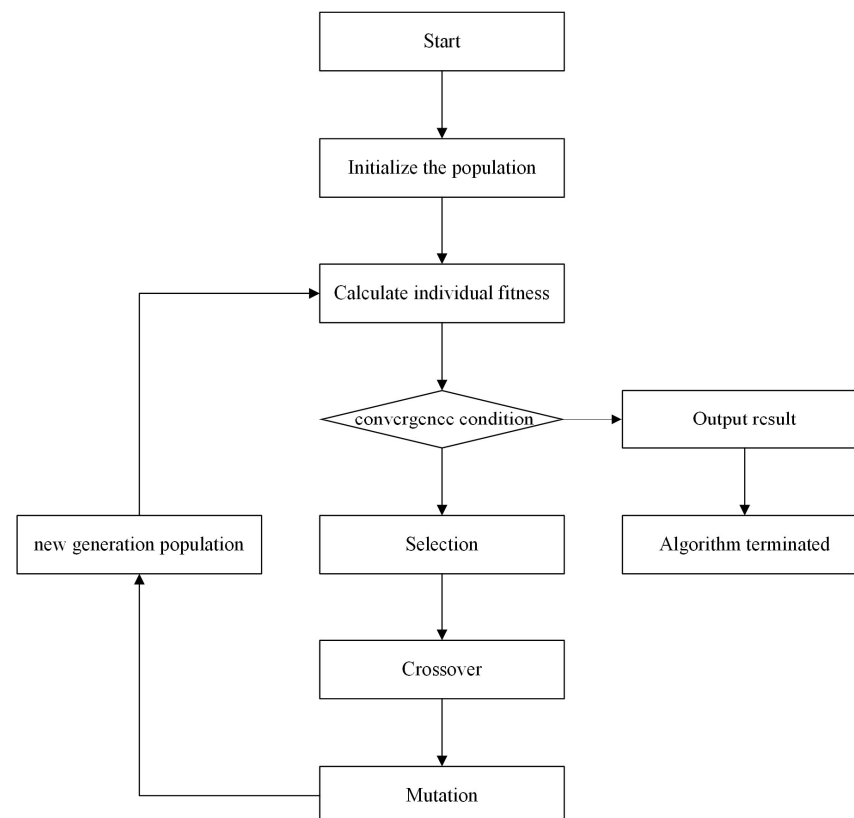 Start
Initialize the population
Calculate individual fitness
convergence condition
Output result
new generation population
Selection
Algorithm terminated
Crossover
Mutation